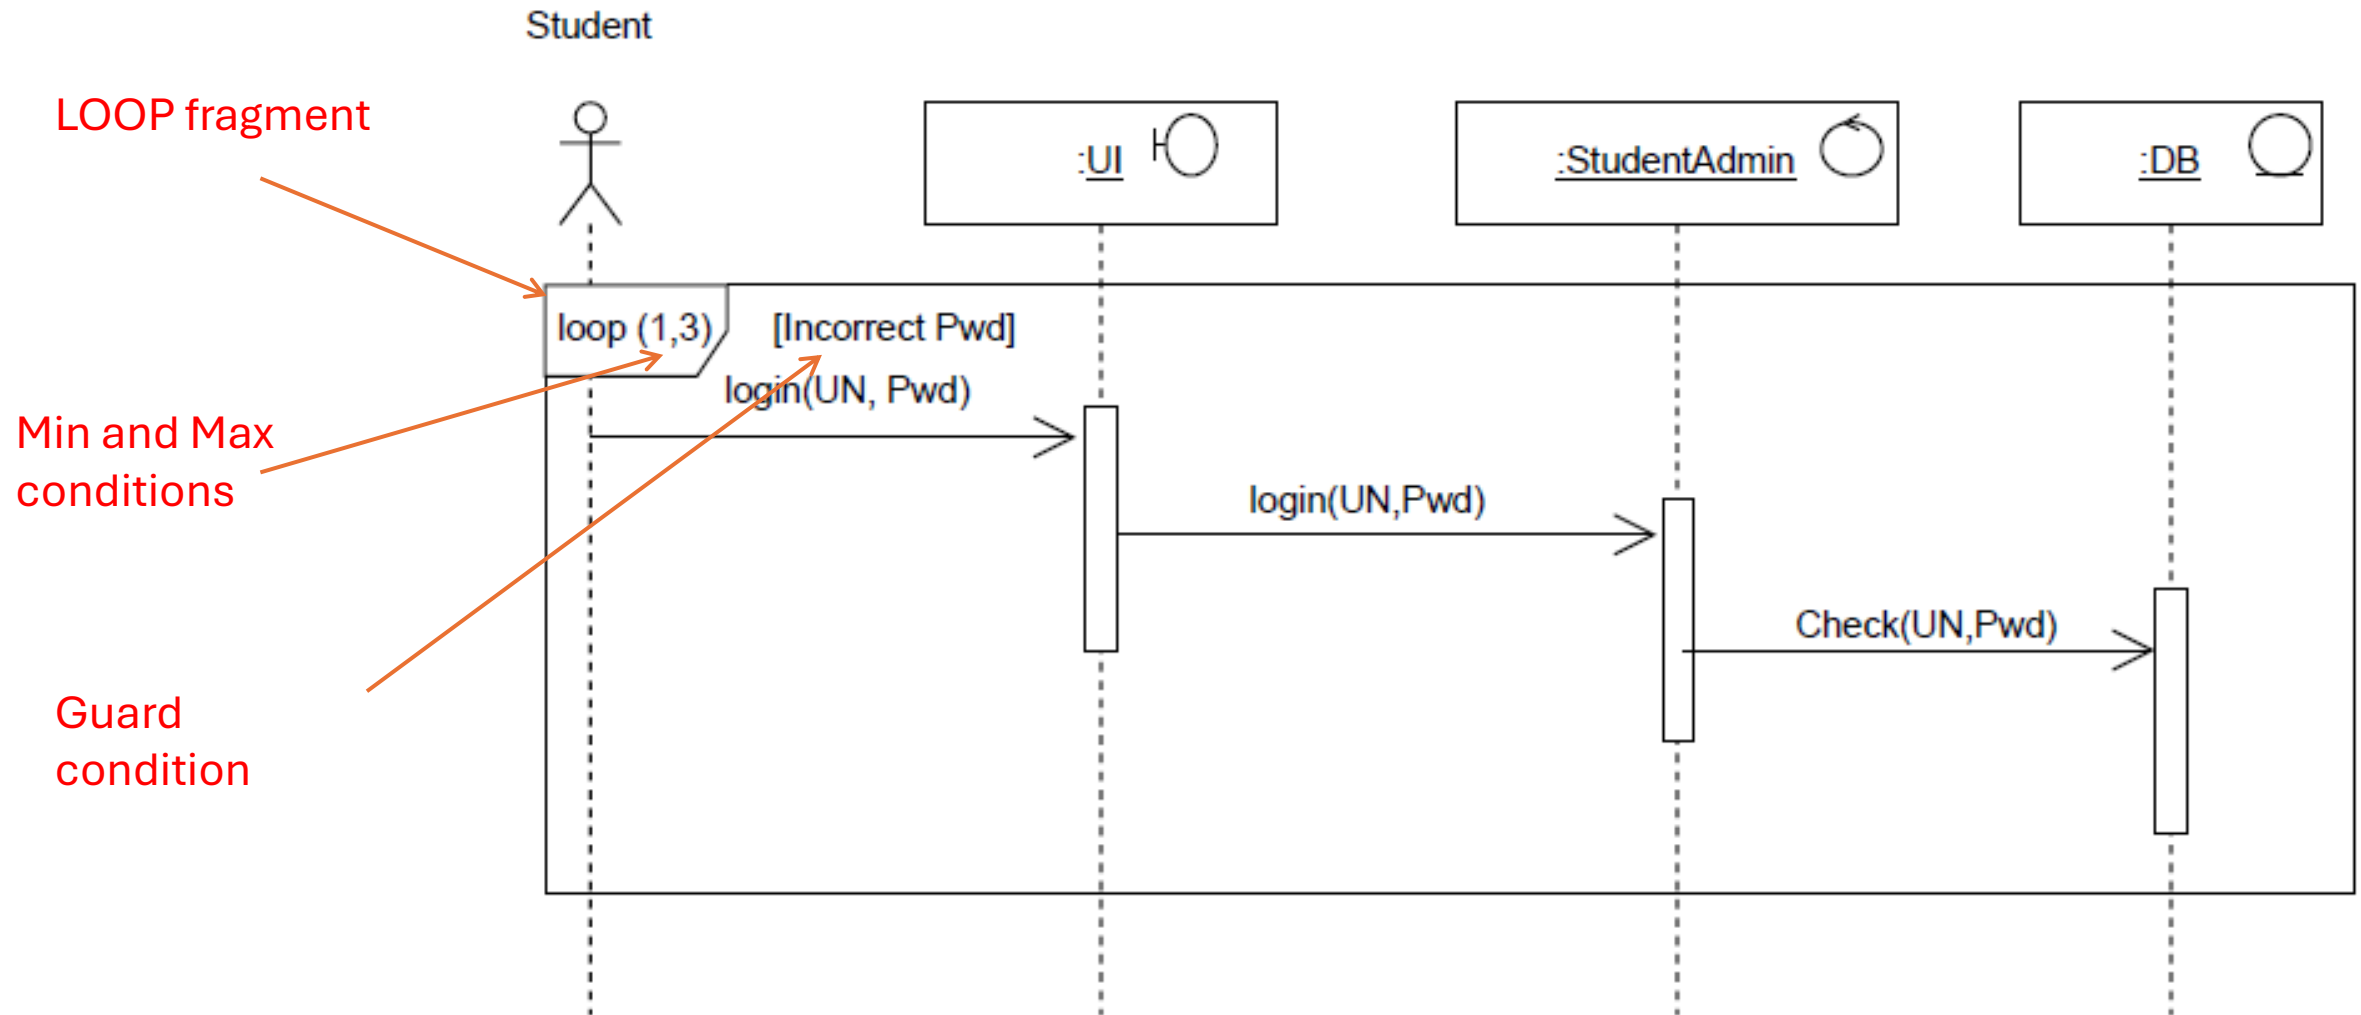 Student
LOOP fragment
:UI
:StudentAdmin
:DB
loop (1,3)
[Incorrect Pwd]
login(UN, Pwd)
Min and Max
conditions
login(UN,Pwd)
Check(UN,Pwd)
Guard
condition